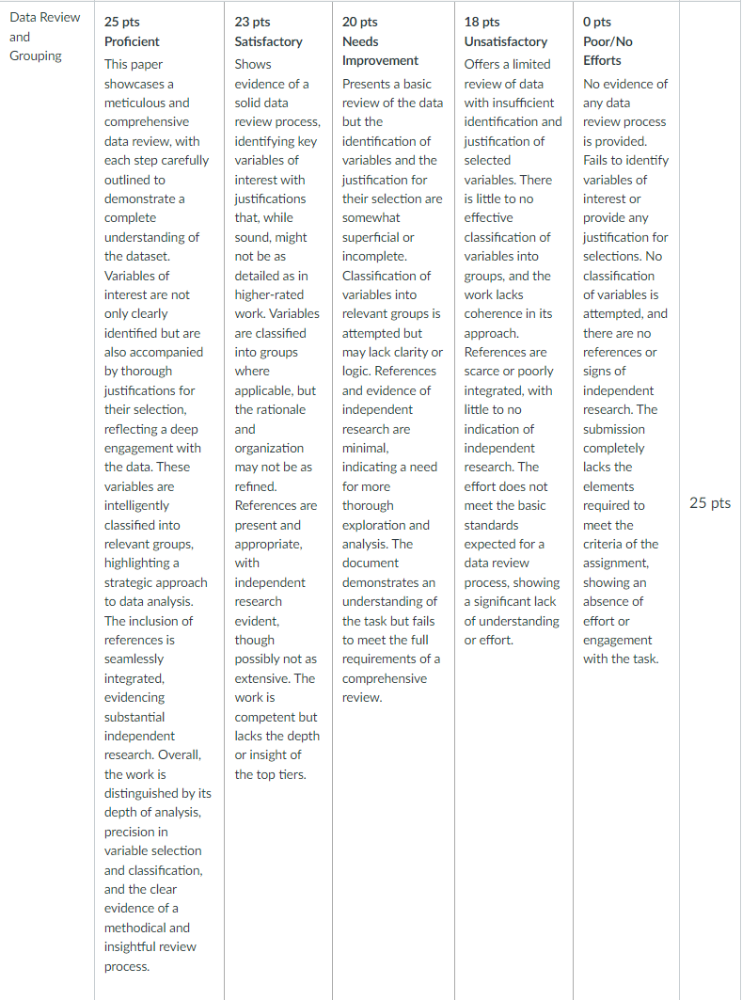 Data Review
and
Grouping
25 pts
Proficient
This paper
showcases a
meticulous and
comprehensive
data review, with
each step carefully
outlined to
demonstrate a
complete
understanding of
the dataset.
Variables of
interest are not
only clearly
identified but are
also accompanied
by thorough
justifications for
their selection,
reflecting a deep
engagement with
the data. These
variables are
intelligently
classified into
relevant groups,
highlighting a
strategic approach
to data analysis.
The inclusion of
references is
seamlessly
integrated,
evidencing
substantial
independent
research. Overall,
the work is
distinguished by its
depth of analysis,
precision in
variable selection
and classification,
and the clear
evidence of a
methodical and
insightful review
process.
23 pts
Satisfactory
Shows
evidence of a
solid data
review process,
identifying key
variables of
interest with
justifications
that, while
sound, might
not be as
detailed as in
higher-rated
work. Variables
are classified
into groups
where
applicable, but
the rationale
and
organization
may not be as
refined.
References are
present and
appropriate,
with
independent
research
evident,
though
possibly not as
extensive. The
work is
competent but
lacks the depth
or insight of
the top tiers.
20 pts
Needs
Improvement
Presents a basic
review of the data
but the
identification of
variables and the
justification for
their selection are
somewhat
superficial or
incomplete.
Classification of
variables into
relevant groups is
attempted but
may lack clarity or
logic. References
and evidence of
independent
research are
minimal,
indicating a need
for more
thorough
exploration and
analysis. The
document
demonstrates an
understanding of
the task but fails
to meet the full
requirements of a
comprehensive
review.
18 pts
Unsatisfactory
Offers a limited
review of data
with insufficient
identification and
justification of
selected
variables. There
is little to no
effective
classification of
variables into
groups, and the
work lacks
coherence in its
approach.
References are
scarce or poorly
integrated, with
little to no
indication of
independent
research. The
effort does not
meet the basic
standards
expected for a
data review
process, showing
a significant lack
of understanding
or effort.
0 pts
Poor/No
Efforts
No evidence of
any data
review process
is provided.
Fails to identify
variables of
interest or
provide any
justification for
selections. No
classification
of variables is
attempted, and
there are no
references or
signs of
independent
research. The
submission
completely
lacks the
elements
required to
meet the
criteria of the
assignment,
showing an
absence of
effort or
engagement
with the task.
25 pts